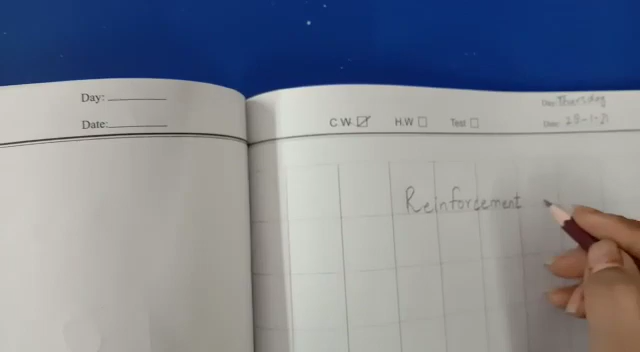 Day:
Date:
C W H.W Test Day: Thursday
Date: 28-1-21
Reinforcement